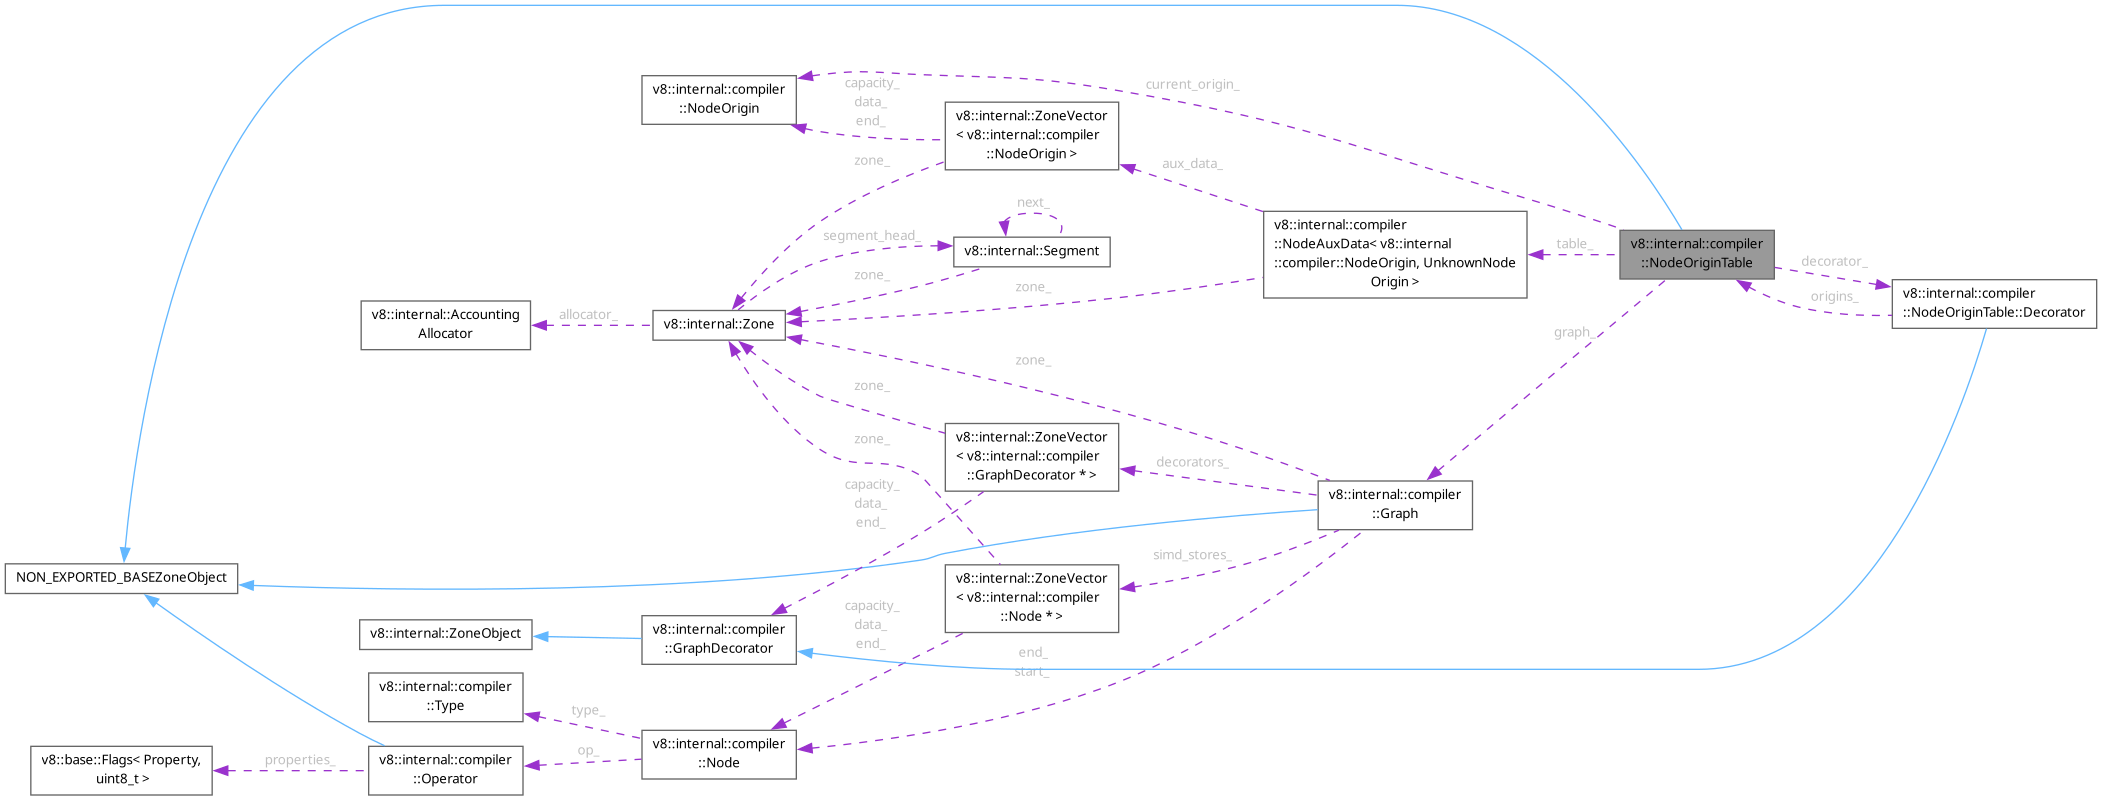 current_origin_
v8::internal::compiler
::NodeOrigin
capacity_
data_
end_
v8::internal::ZoneVector
< v8::internal::compiler
::NodeOrigin >
zone_
aux_data_
next_
segment_head_
v8::internal::Segment
zone_
v8::internal::compiler
::NodeAuxData< v8::internal
::compiler::NodeOrigin, UnknownNode
Origin >
table_
v8::internal::compiler
::NodeOriginTable
decorator_
origins_
v8::internal::compiler
::NodeOriginTable::Decorator
zone_
v8::internal::Accounting
Allocator
allocator_
v8::internal::Zone
graph_
zone_
zone_
v8::internal::ZoneVector
< v8::internal::compiler
::GraphDecorator * >
decorators_
zone_
capacity_
data_
end_
v8::internal::compiler
::Graph
NON_EXPORTED_BASEZoneObject
simd_stores_
v8::internal::ZoneVector
< v8::internal::compiler
::Node * >
capacity_
data_
end_
v8::internal::ZoneObject
v8::internal::compiler
::GraphDecorator
end_
start_
v8::internal::compiler
::Type
type_
v8::internal::compiler
::Node
op_
v8::base::Flags< Property,
uint8_t >
properties_
v8::internal::compiler
::Operator